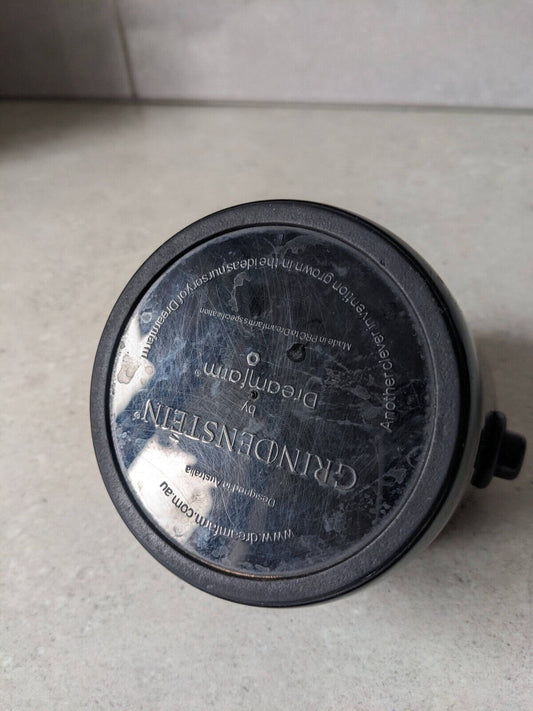 www.dreamfarm.com.au
Designed in Australia
GRINDENSTEIN®
by
Dreamfarm®
Made in PRC to Dreamfarm's specification
Another clever invention grown in the ideas nursery of Dreamfarm